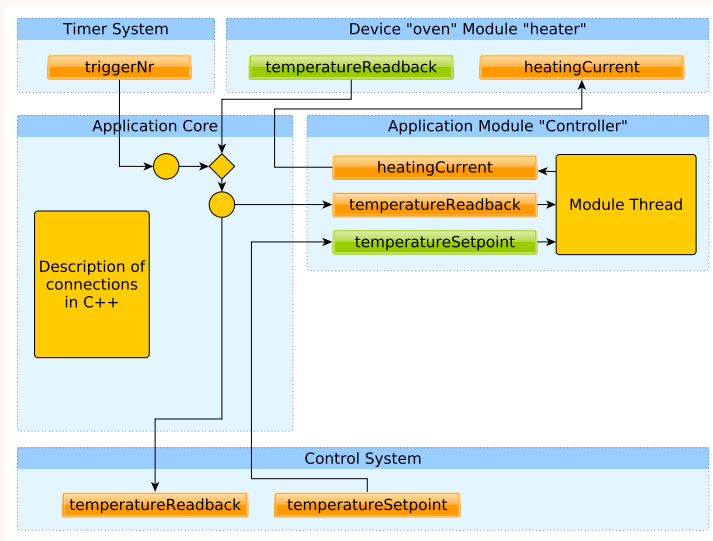 Timer System
Device "oven" Module "heater"
triggerNr
temperatureReadback
heatingCurrent
Application Core
Application Module "Controller"
heatingCurrent
temperatureReadback
temperatureSetpoint
Module Thread
Description of
connections
in C++
Control System
temperatureReadback
temperatureSetpoint